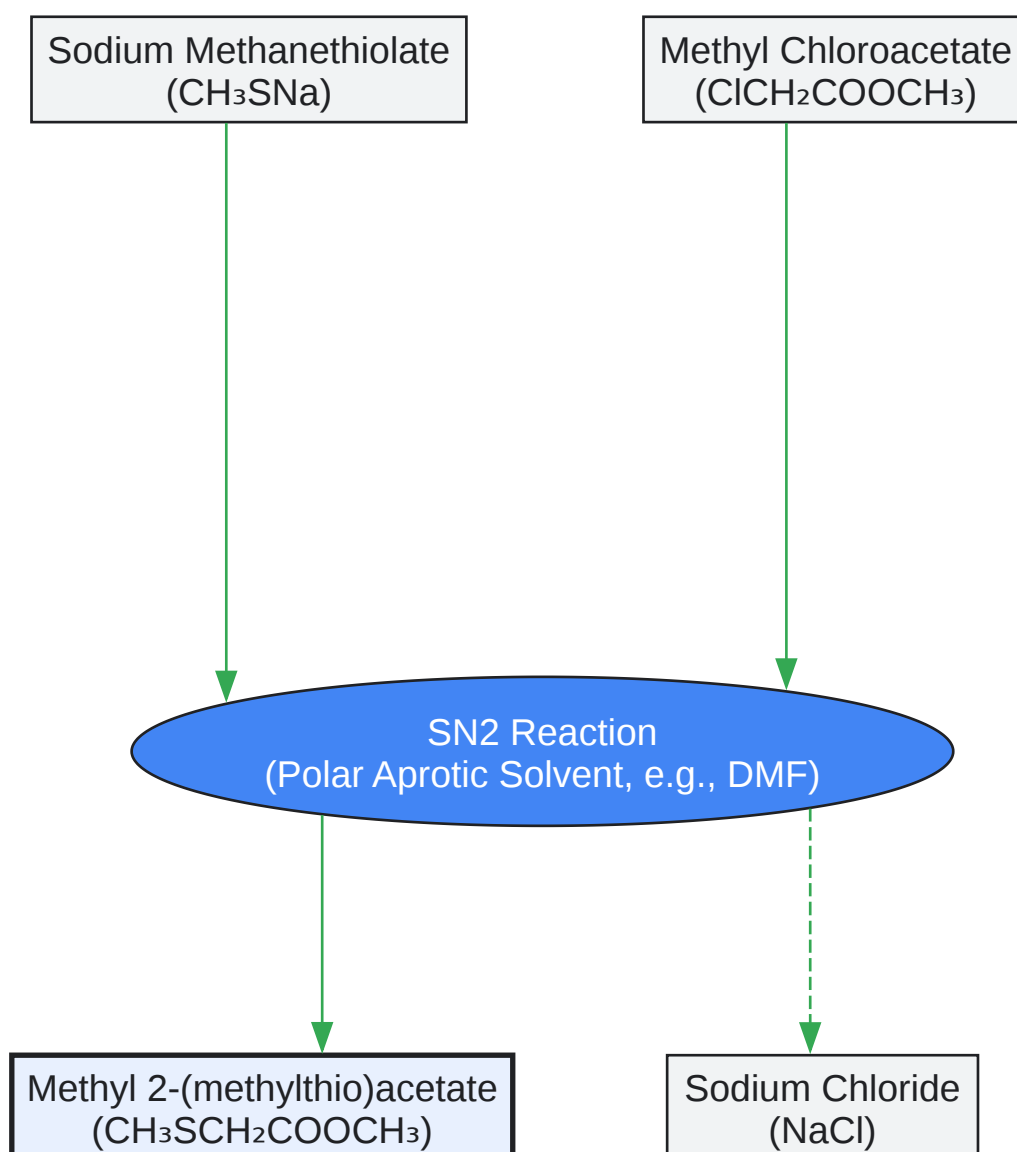 Sodium Methanethiolate
(CH₃SNa)
Methyl Chloroacetate
(ClCH₂COOCH₃)
SN2 Reaction
(Polar Aprotic Solvent, e.g., DMF)
Methyl 2-(methylthio)acetate
(CH₃SCH₂COOCH₃)
Sodium Chloride
(NaCl)